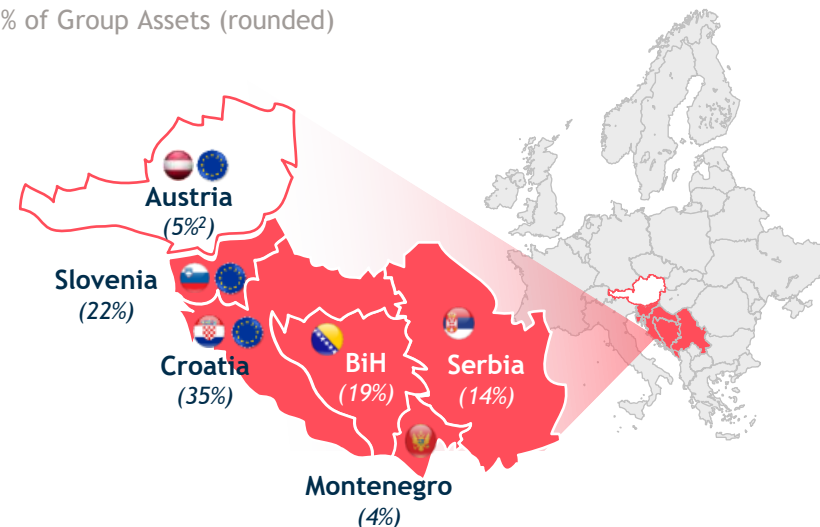 % of Group Assets (rounded)
Austria
(5%²)
Slovenia
(22%)
Croatia
(35%)
BiH
(19%)
Serbia
(14%)
Montenegro
(4%)